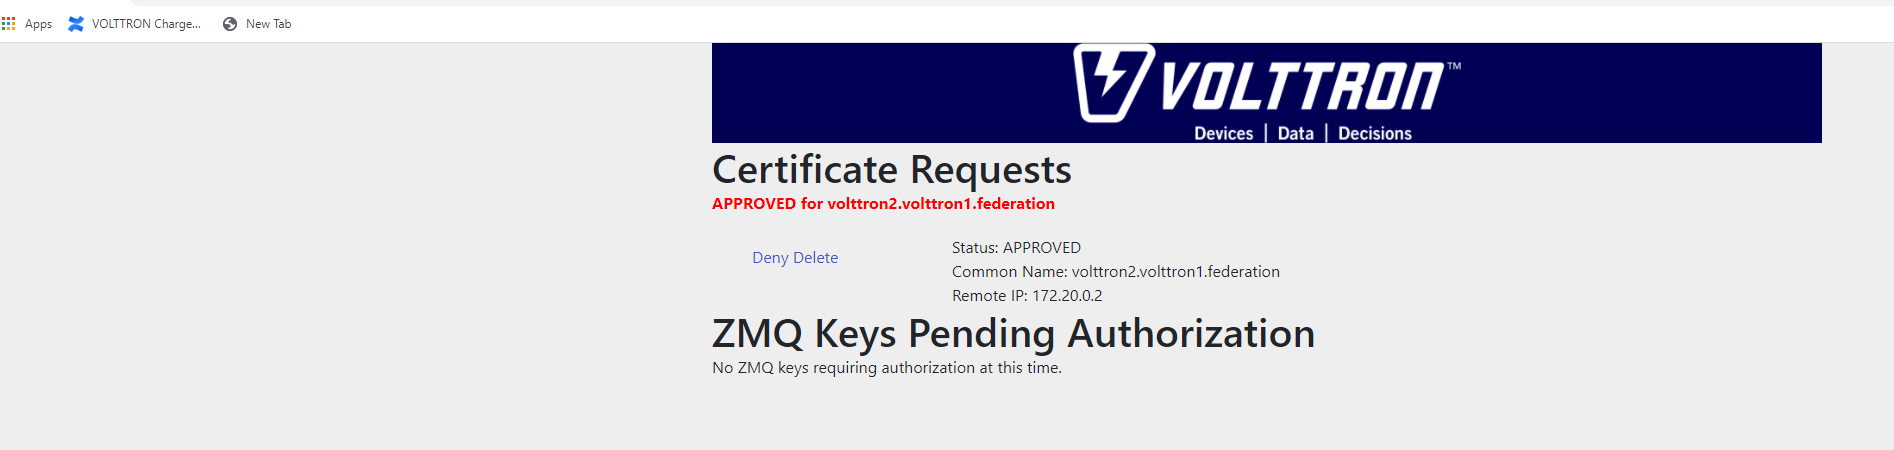 Apps VOLTTRON Charge... New Tab
VOLTTRON™
Devices | Data | Decisions
Certificate Requests
APPROVED for volttron2.volttron1.federation
Deny Delete
Status: APPROVED
Common Name: volttron2.volttron1.federation
Remote IP: 172.20.0.2
ZMQ Keys Pending Authorization
No ZMQ keys requiring authorization at this time.